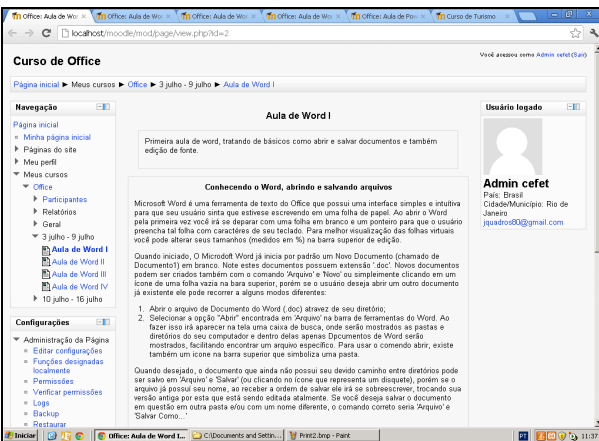 Office: Aula de Wor
Office: Aula de Wor
Office: Aula de Wor
Office: Aula de Pow
Curso de Turismo
localhost/moodle/mod/page/view.php?id=2
Curso de Office
Você acessou como Admin cefet (Sair)
Página inicial ► Meus cursos ► Office ► 3 julho - 9 julho ► Aula de Word I
Navegação
Página inicial
Minha página inicial
Páginas do site
Meu perfil
Meus cursos
Office
Participantes
Relatórios
Geral
3 julho - 9 julho
Aula de Word I
Aula de Word II
Aula de Word III
Aula de Word IV
10 julho - 16 julho
Configurações
Administração da Página
Editar configurações
Funções designadas
localmente
Permissões
Verificar permissões
Logs
Backup
Restaurar
Aula de Word I
Primeira aula de word, tratando de básicos como abrir e salvar documentos e também
edição de fonte.
Conhecendo o Word, abrindo e salvando arquivos
Microsoft Word é uma ferramenta de texto do Office que possui uma interface simples e intuitiva
para que seu usuário sinta que estivese escrevendo em uma folha de papel. Ao abrir o Word
pela primeira vez você irá se deparar com uma folha em branco e um ponteiro para que o usuário
preencha tal folha com caractéres de seu teclado. Para melhor visualização das folhas virtuais
você pode alterar seus tamanhos (medidos em %) na barra superior de edição.
Quando iniciado, O Microdoft Word já inicia por padrão um Novo Documento (chamado de
Documento1) em branco. Note estes documentos possuem extensão '.doc'. Novos documentos
podem ser criados também com o comando 'Arquivo' e 'Novo' ou simpleimente clicando em um
ícone de uma folha vazia na bara superior, porém se o usuário deseja abrir um outro documento
já existente ele pode recorrer a alguns modos diferentes:
1. Abrir o arquivo de Documento do Word (.doc) atravez de seu diretório;
2. Selecionar a opção "Abrir" encontrada em 'Arquivo' na barra de ferramentas do Word. Ao
fazer isso irá aparecer na tela uma caixa de busca, onde serão mostrados as pastas e
diretórios do seu computador e dentro delas apenas Dpcumentos de Word serão
mostrados, facilitando encontrar um arquivo específico. Para usar o comendo abrir, existe
também um ícone na barra superior que simboliza uma pasta.
Quando desejado, o documento que ainda não possui seu devido caminho entre diretórios pode
ser salvo em 'Arquivo' e 'Salvar' (ou clicando no ícone que representa um disquete), porém se o
arquivo já possui seu nome, ao receber a ordem de salvar ele irá se sobreescrever, trocando sua
versão antiga por esta que está sendo editada atalmente. Se você deseja salvar o documento
em questão em outra pasta e/ou com um nome diferente, o comando correto seria 'Arquivo' e
'Salvar Como...'
Usuário logado
Admin cefet
País: Brasil
Cidade/Município: Rio de
Janeiro
jquadros80@gmail.com
Iniciar
Office: Aula de Word I...
C:\Documents and Settin...
Print2.bmp - Paint
PT
11:37